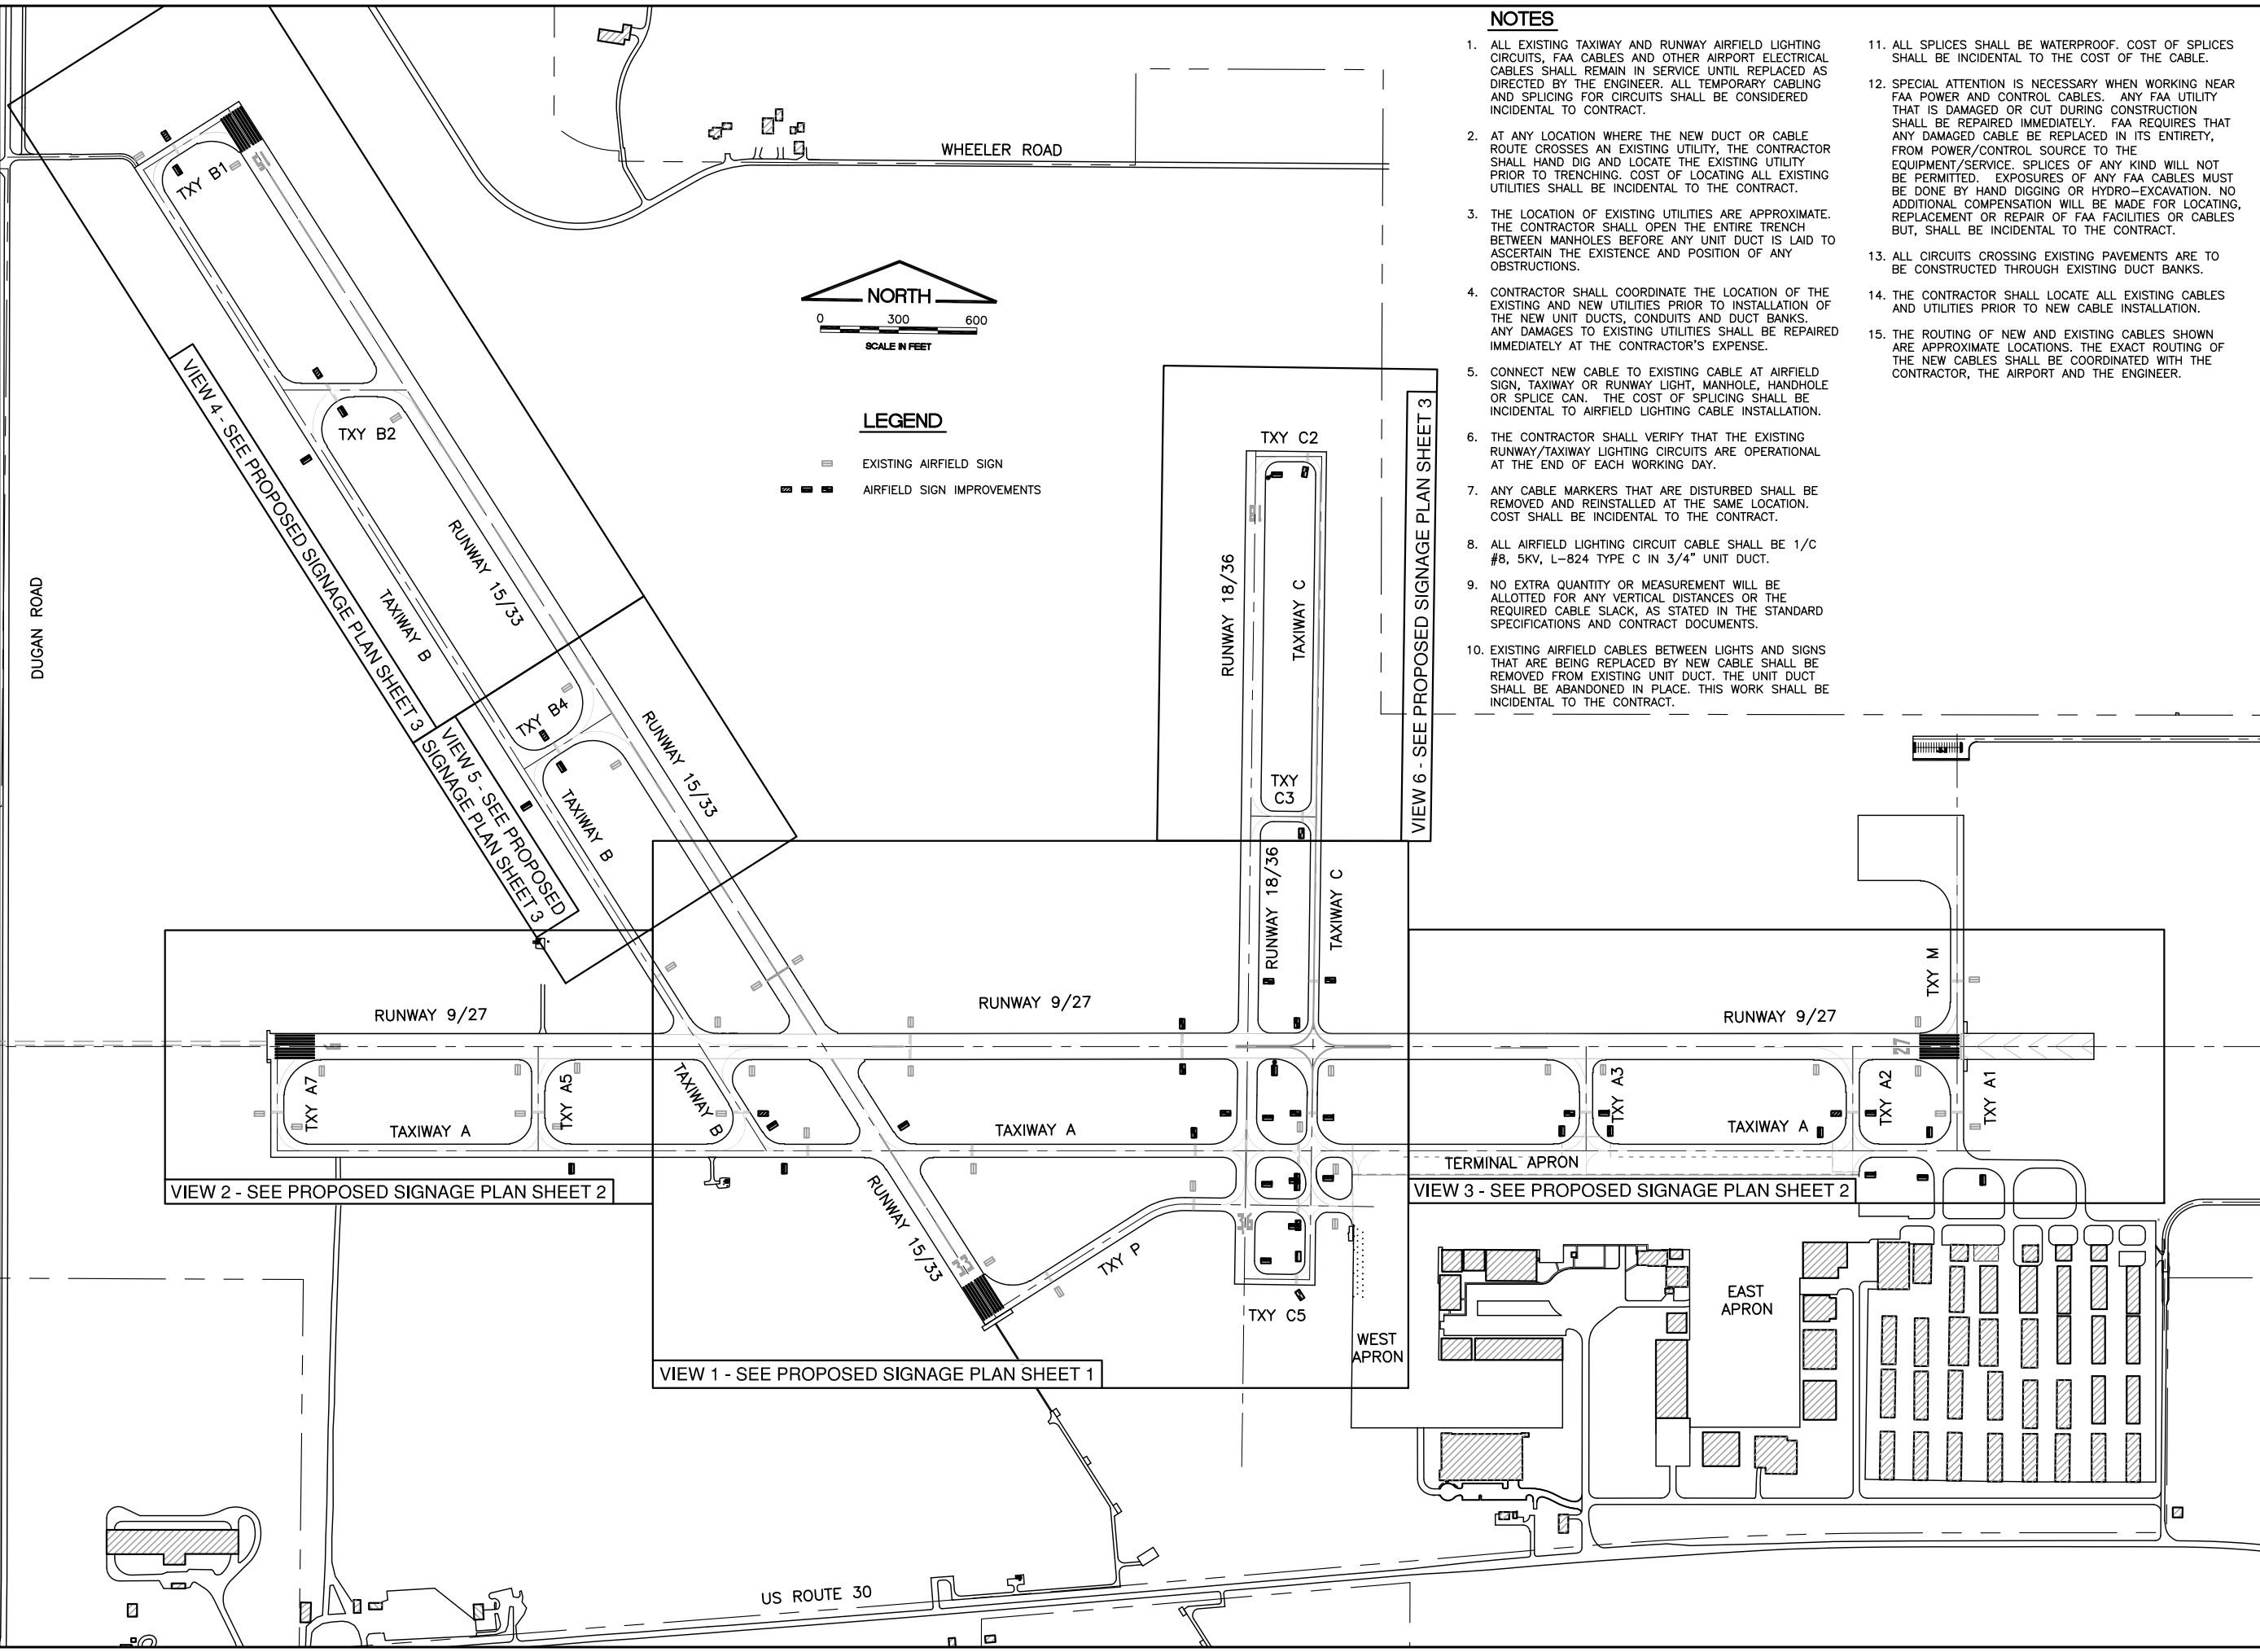 NOTES
1. ALL EXISTING TAXIWAY AND RUNWAY AIRFIELD LIGHTING
CIRCUITS, FAA CABLES AND OTHER AIRPORT ELECTRICAL
CABLES SHALL REMAIN IN SERVICE UNTIL REPLACED AS
DIRECTED BY THE ENGINEER. ALL TEMPORARY CABLING
AND SPLICING FOR CIRCUITS SHALL BE CONSIDERED
INCIDENTAL TO CONTRACT.
2. AT ANY LOCATION WHERE THE NEW DUCT OR CABLE
ROUTE CROSSES AN EXISTING UTILITY, THE CONTRACTOR
SHALL HAND DIG AND LOCATE THE EXISTING UTILITY
PRIOR TO TRENCHING. COST OF LOCATING ALL EXISTING
UTILITIES SHALL BE INCIDENTAL TO THE CONTRACT.
3. THE LOCATION OF EXISTING UTILITIES ARE APPROXIMATE.
THE CONTRACTOR SHALL OPEN THE ENTIRE TRENCH
BETWEEN MANHOLES BEFORE ANY UNIT DUCT IS LAID TO
ASCERTAIN THE EXISTENCE AND POSITION OF ANY
OBSTRUCTIONS.
4. CONTRACTOR SHALL COORDINATE THE LOCATION OF THE
EXISTING AND NEW UTILITIES PRIOR TO INSTALLATION OF
THE NEW UNIT DUCTS, CONDUITS AND DUCT BANKS.
ANY DAMAGES TO EXISTING UTILITIES SHALL BE REPAIRED
IMMEDIATELY AT THE CONTRACTOR'S EXPENSE.
5. CONNECT NEW CABLE TO EXISTING CABLE AT AIRFIELD
SIGN, TAXIWAY OR RUNWAY LIGHT, MANHOLE, HANDHOLE
OR SPLICE CAN. THE COST OF SPLICING SHALL BE
INCIDENTAL TO AIRFIELD LIGHTING CABLE INSTALLATION.
6. THE CONTRACTOR SHALL VERIFY THAT THE EXISTING
RUNWAY/TAXIWAY LIGHTING CIRCUITS ARE OPERATIONAL
AT THE END OF EACH WORKING DAY.
7. ANY CABLE MARKERS THAT ARE DISTURBED SHALL BE
REMOVED AND REINSTALLED AT THE SAME LOCATION.
COST SHALL BE INCIDENTAL TO THE CONTRACT.
8. ALL AIRFIELD LIGHTING CIRCUIT CABLE SHALL BE 1/C
#8, 5KV, L-824 TYPE C IN 3/4" UNIT DUCT.
9. NO EXTRA QUANTITY OR MEASUREMENT WILL BE
ALLOTTED FOR ANY VERTICAL DISTANCES OR THE
REQUIRED CABLE SLACK, AS STATED IN THE STANDARD
SPECIFICATIONS AND CONTRACT DOCUMENTS.
10. EXISTING AIRFIELD CABLES BETWEEN LIGHTS AND SIGNS
THAT ARE BEING REPLACED BY NEW CABLE SHALL BE
REMOVED FROM EXISTING UNIT DUCT. THE UNIT DUCT
SHALL BE ABANDONED IN PLACE. THIS WORK SHALL BE
INCIDENTAL TO THE CONTRACT.
11. ALL SPLICES SHALL BE WATERPROOF. COST OF SPLICES
SHALL BE INCIDENTAL TO THE COST OF THE CABLE.
12. SPECIAL ATTENTION IS NECESSARY WHEN WORKING NEAR
FAA POWER AND CONTROL CABLES. ANY FAA UTILITY
THAT IS DAMAGED OR CUT DURING CONSTRUCTION
SHALL BE REPAIRED IMMEDIATELY. FAA REQUIRES THAT
ANY DAMAGED CABLE BE REPLACED IN ITS ENTIRETY,
FROM POWER/CONTROL SOURCE TO THE
EQUIPMENT/SERVICE. SPLICES OF ANY KIND WILL NOT
BE PERMITTED. EXPOSURES OF ANY FAA CABLES MUST
BE DONE BY HAND DIGGING OR HYDRO-EXCAVATION. NO
ADDITIONAL COMPENSATION WILL BE MADE FOR LOCATING,
REPLACEMENT OR REPAIR OF FAA FACILITIES OR CABLES
BUT, SHALL BE INCIDENTAL TO THE CONTRACT.
13. ALL CIRCUITS CROSSING EXISTING PAVEMENTS ARE TO
BE CONSTRUCTED THROUGH EXISTING DUCT BANKS.
14. THE CONTRACTOR SHALL LOCATE ALL EXISTING CABLES
AND UTILITIES PRIOR TO NEW CABLE INSTALLATION.
15. THE ROUTING OF NEW AND EXISTING CABLES SHOWN
ARE APPROXIMATE LOCATIONS. THE EXACT ROUTING OF
THE NEW CABLES SHALL BE COORDINATED WITH THE
CONTRACTOR, THE AIRPORT AND THE ENGINEER.
WHEELER ROAD
NORTH
0 300 600
SCALE IN FEET
LEGEND
EXISTING AIRFIELD SIGN
AIRFIELD SIGN IMPROVEMENTS
DUGAN ROAD
TXY B1
15
TXY B2
RUNWAY 15/33
TAXIWAY B
VIEW 4 - SEE PROPOSED SIGNAGE PLAN SHEET 3
VIEW 5 - SEE PROPOSED
SIGNAGE PLAN SHEET 3
TXY B4
TAXIWAY B
RUNWAY 15/33
TXY C2
18
RUNWAY 18/36
TAXIWAY C
TXY
C3
VIEW 6 - SEE PROPOSED SIGNAGE PLAN SHEET 3
RUNWAY 18/36
TAXIWAY C
RUNWAY 9/27
RUNWAY 9/27
RUNWAY 9/27
TXY M
9
27
TXY A7
TXY A5
TAXIWAY B
TXY A3
TXY A2
TXY A1
TAXIWAY A
TAXIWAY A
TAXIWAY A
TERMINAL APRON
VIEW 2 - SEE PROPOSED SIGNAGE PLAN SHEET 2
VIEW 3 - SEE PROPOSED SIGNAGE PLAN SHEET 2
RUNWAY 15/33
33
36
TXY P
TXY C5
WEST
APRON
EAST
APRON
VIEW 1 - SEE PROPOSED SIGNAGE PLAN SHEET 1
US ROUTE 30